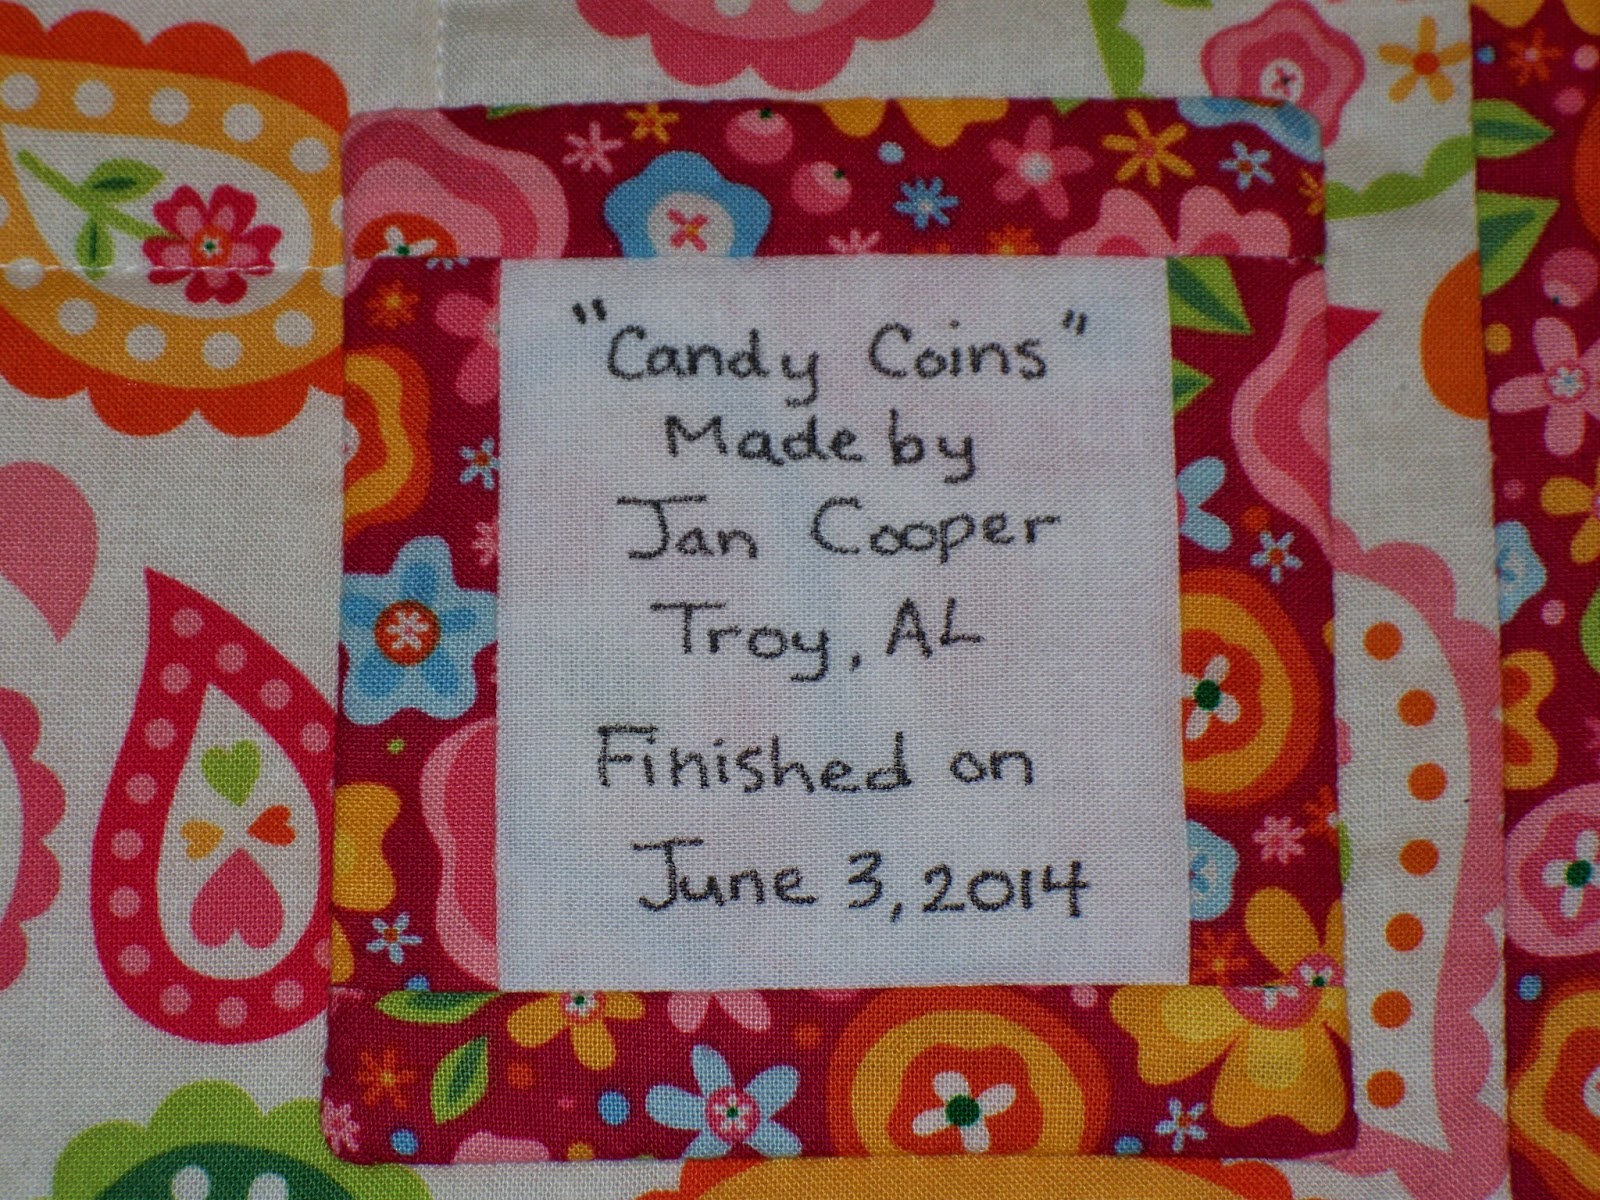 "Candy Coins"
Made by
Jan Cooper
Troy, AL
Finished on
June 3, 2014